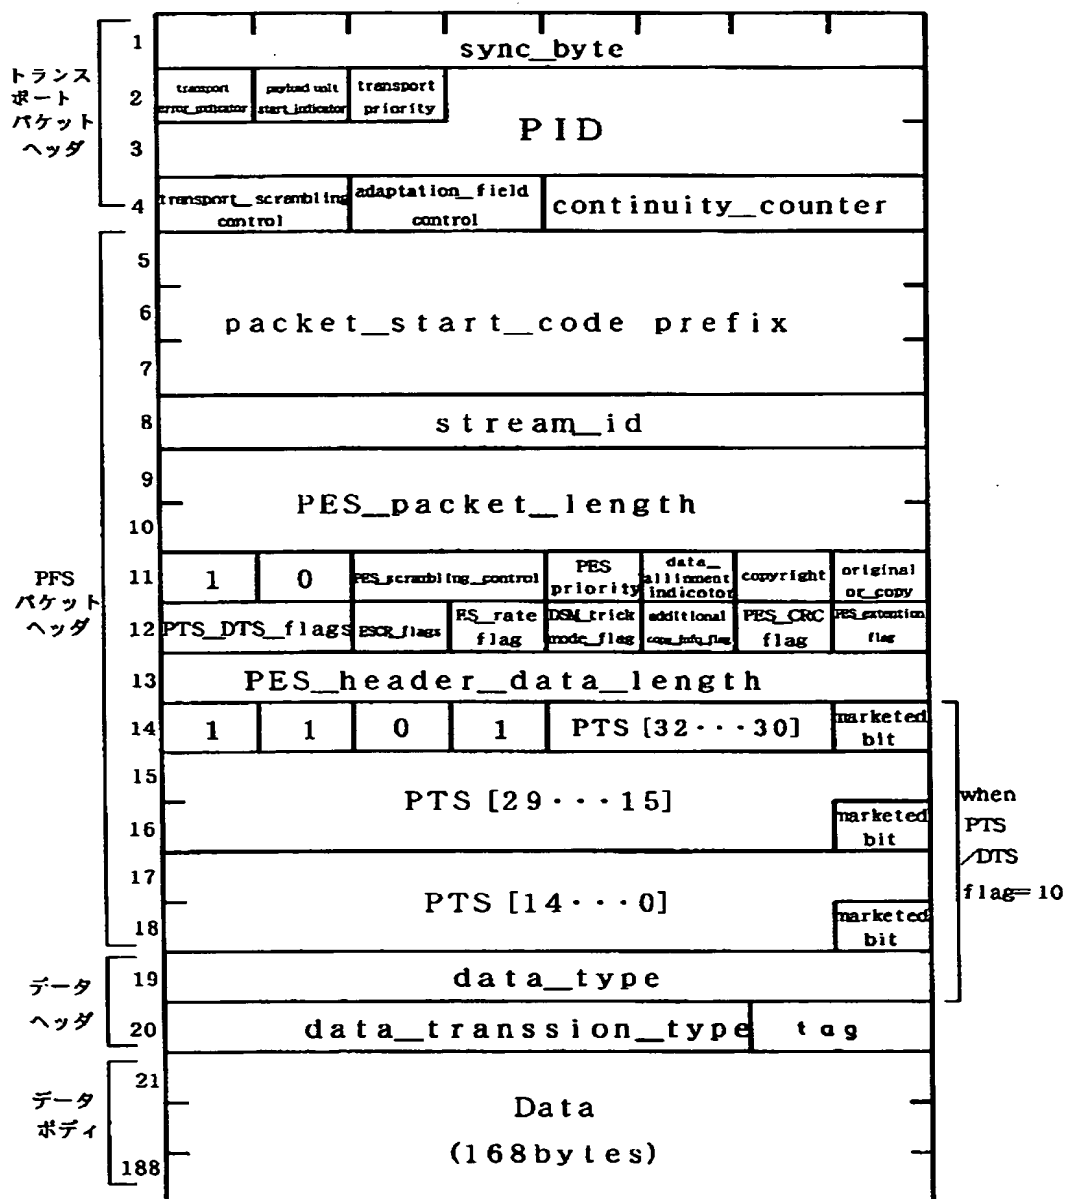 1
sync_byte
トランス
ポート
パケット
ヘッダ
2
transport
error_indicator
payload unit
start_indicator
transport
priority
PID
3
4
transport_scrambling
control
adaptation_field
control
continuity_counter
5
6
packet_start_code prefix
7
8
stream_id
9
PES_packet_length
10
PFS
パケット
ヘッダ
11
1
0
PES_scrambling_control
PES
priority
data_
allinment
indicator
copyright
original
or_copy
12
PTS_DTS_flags
ESCR_flags
ES_rate
flag
DSM_trick
mode_flag
additional
copy_info_flag
PES_CRC
flag
PES_extention
flag
13
PES_header_data_length
14
1
1
0
1
PTS [32···30]
marketed
bit
15
PTS [29···15]
16
marketed
bit
17
PTS [14···0]
18
marketed
bit
when
PTS
/DTS
flag=10
データ
ヘッダ
19
data_type
20
data_transsion_type
tag
データ
ボディ
21
Data
(168bytes)
188